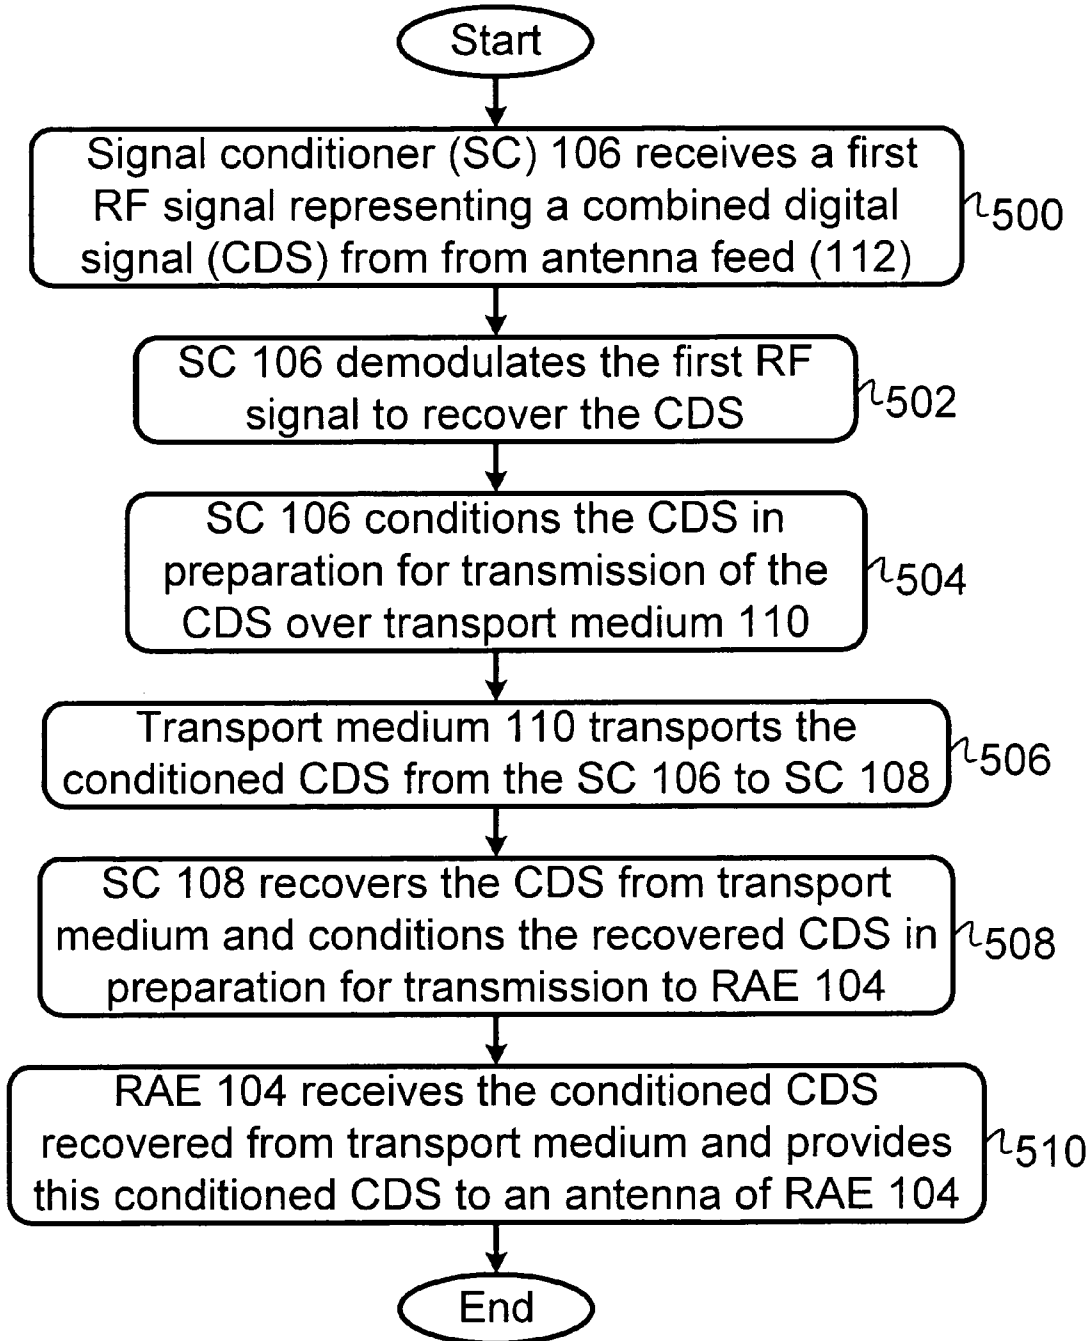 Start
Signal conditioner (SC) 106 receives a first
RF signal representing a combined digital
signal (CDS) from from antenna feed (112)
500
SC 106 demodulates the first RF
signal to recover the CDS
502
SC 106 conditions the CDS in
preparation for transmission of the
CDS over transport medium 110
504
Transport medium 110 transports the
conditioned CDS from the SC 106 to SC 108
506
SC 108 recovers the CDS from transport
medium and conditions the recovered CDS in
preparation for transmission to RAE 104
508
RAE 104 receives the conditioned CDS
recovered from transport medium and provides
this conditioned CDS to an antenna of RAE 104
510
End